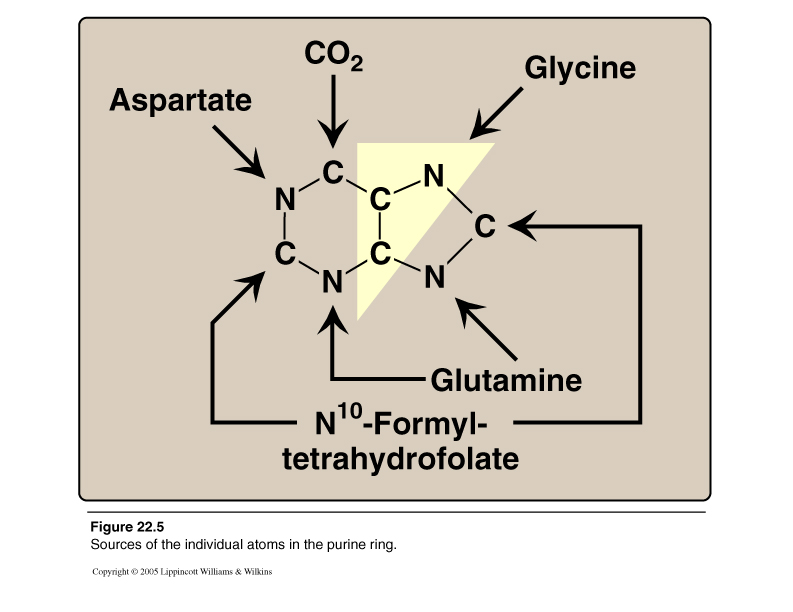 CO2
Glycine
Aspartate
C
N
N
C
C
C
C
N
N
Glutamine
N10-Formyl-
tetrahydrofolate
Figure 22.5
Sources of the individual atoms in the purine ring.
Copyright © 2005 Lippincott Williams & Wilkins